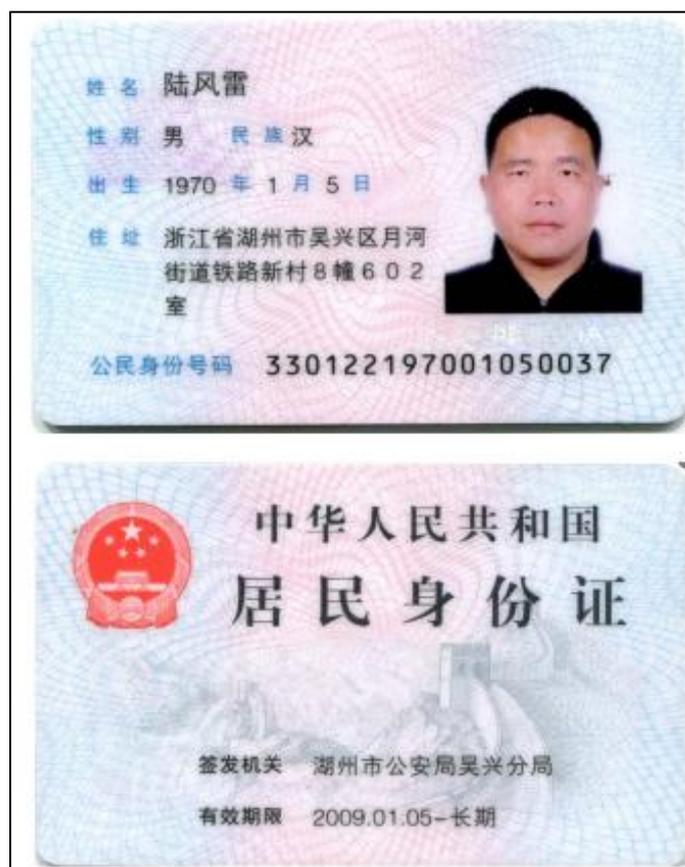 姓名 陆风雷
性别 男 民族 汉
出生 1970 年 1 月 5 日
住址 浙江省湖州市吴兴区月河
街道铁路新村8幢602
室
公民身份号码 330122197001050037
中华人民共和国
居民身份证
签发机关 湖州市公安局吴兴分局
有效期限 2009.01.05-长期